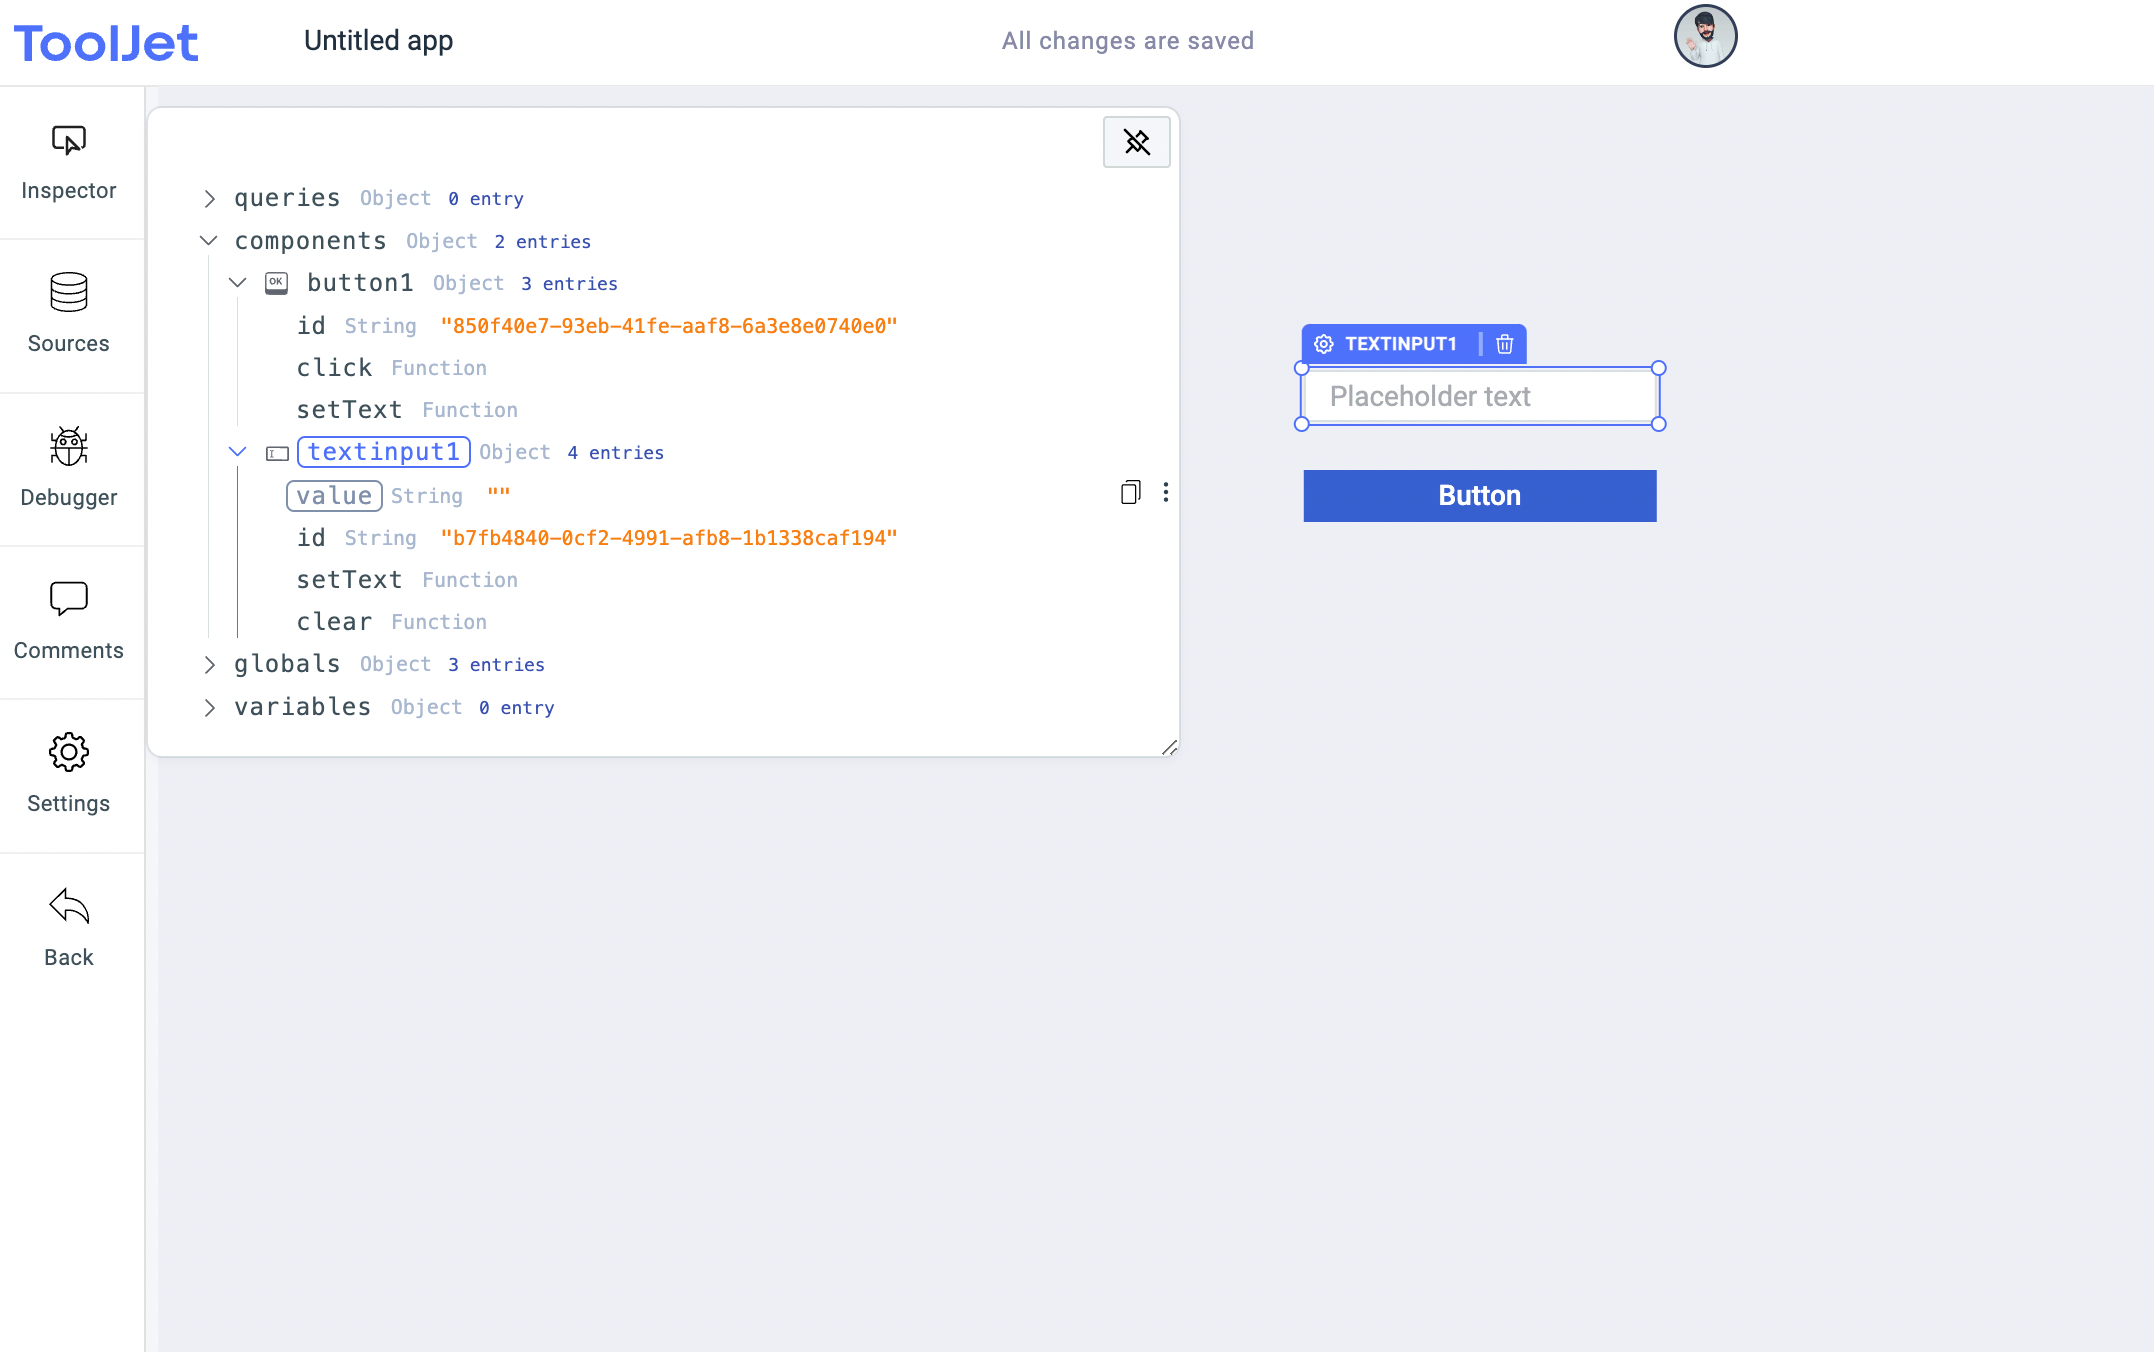 ToolJet
Untitled app
All changes are saved
Inspector
Sources
Debugger
Comments
Settings
Back
queries Object 0 entry
components Object 2 entries
OK button1 Object 3 entries
id String "850f40e7-93eb-41fe-aaf8-6a3e8e0740e0"
click Function
setText Function
textinput1 Object 4 entries
value String ""
id String "b7fb4840-0cf2-4991-afb8-1b1338caf194"
setText Function
clear Function
globals Object 3 entries
variables Object 0 entry
TEXTINPUT1
Placeholder text
Button